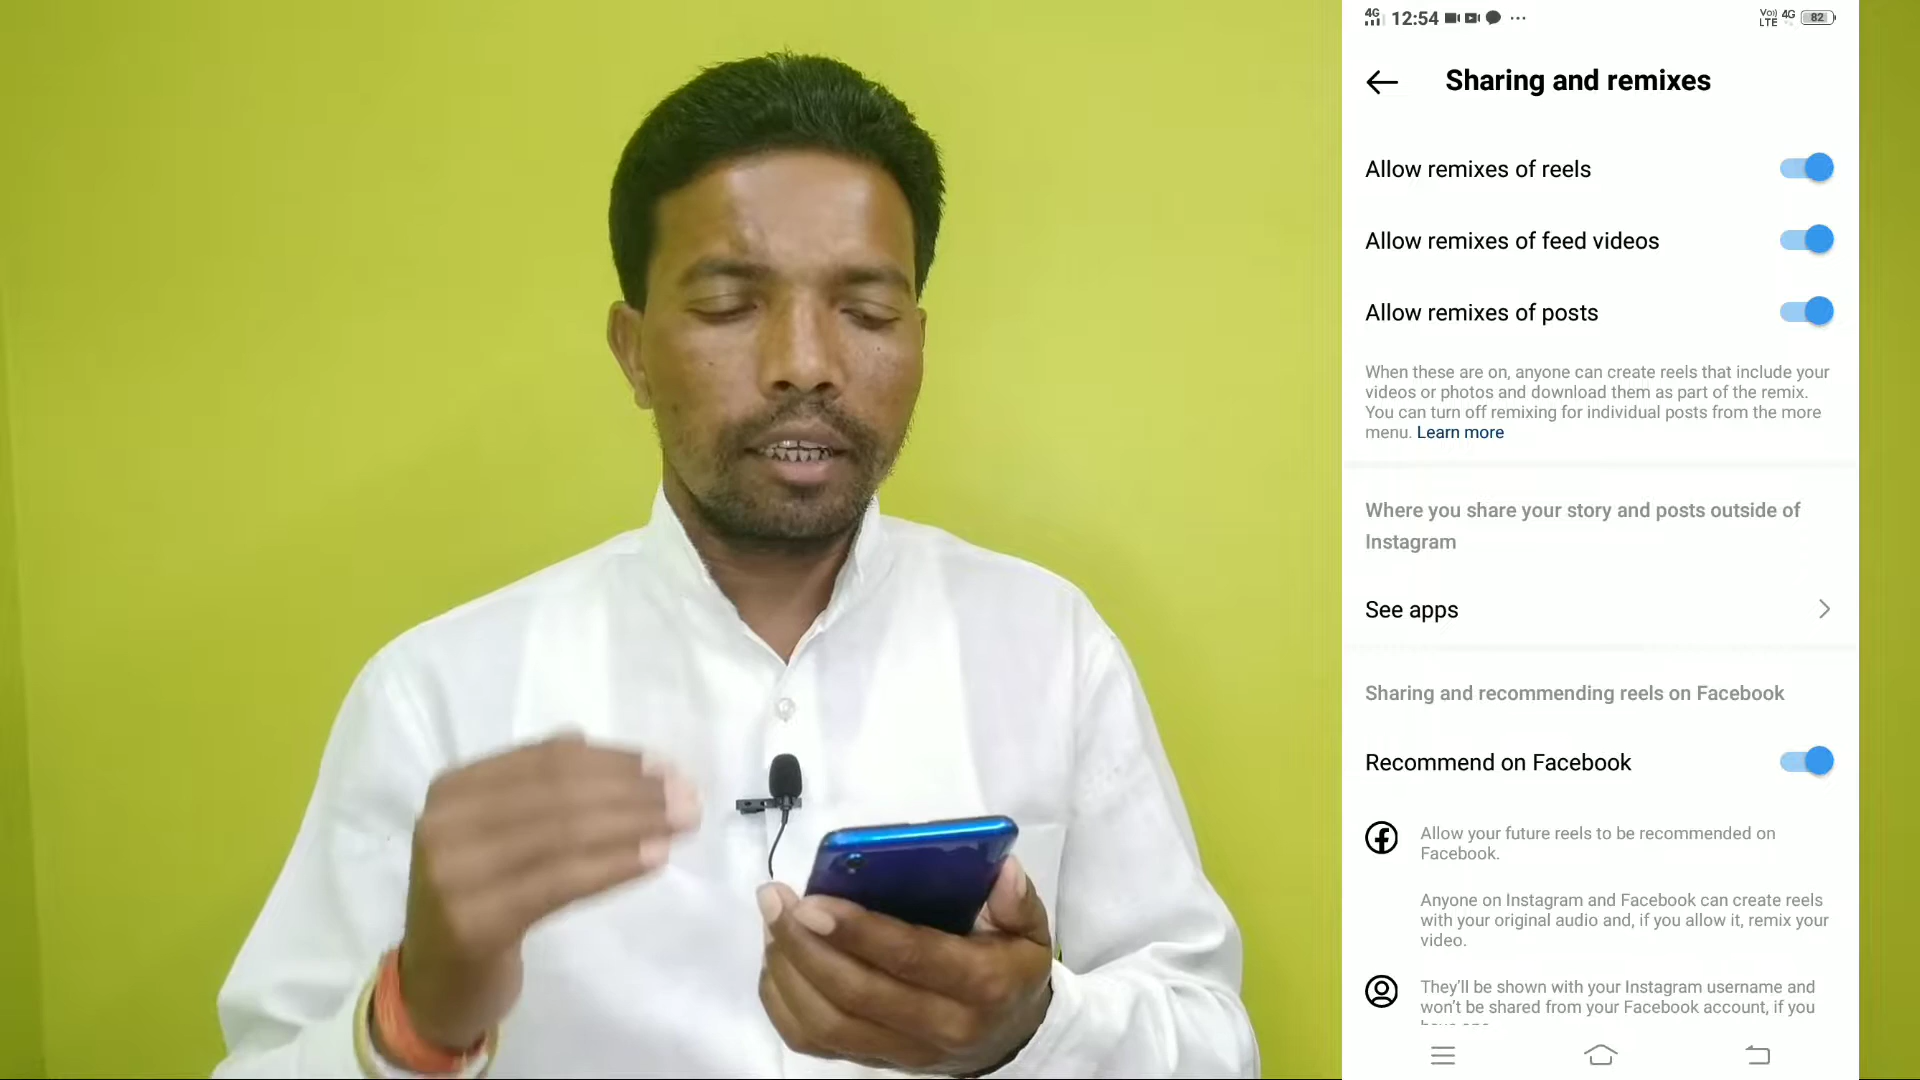 4G 12:54 ...
Vo) LTE 4G 82
Sharing and remixes
Allow remixes of reels
Allow remixes of feed videos
Allow remixes of posts
When these are on, anyone can create reels that include your
videos or photos and download them as part of the remix.
You can turn off remixing for individual posts from the more
menu. Learn more
Where you share your story and posts outside of
Instagram
See apps
Sharing and recommending reels on Facebook
Recommend on Facebook
Allow your future reels to be recommended on
Facebook.
Anyone on Instagram and Facebook can create reels
with your original audio and, if you allow it, remix your
video.
They'll be shown with your Instagram username and
won't be shared from your Facebook account, if you